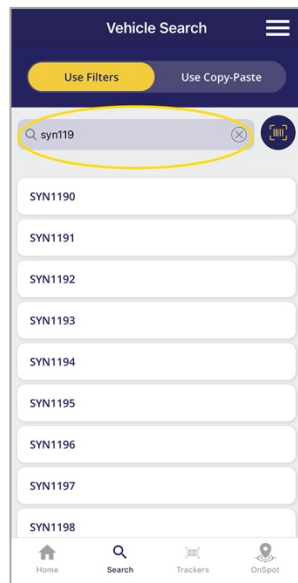 Vehicle Search
Use Filters Use Copy-Paste
syn119
SYN1190
SYN1191
SYN1192
SYN1193
SYN1194
SYN1195
SYN1196
SYN1197
SYN1198
Home Search Trackers OnSpot